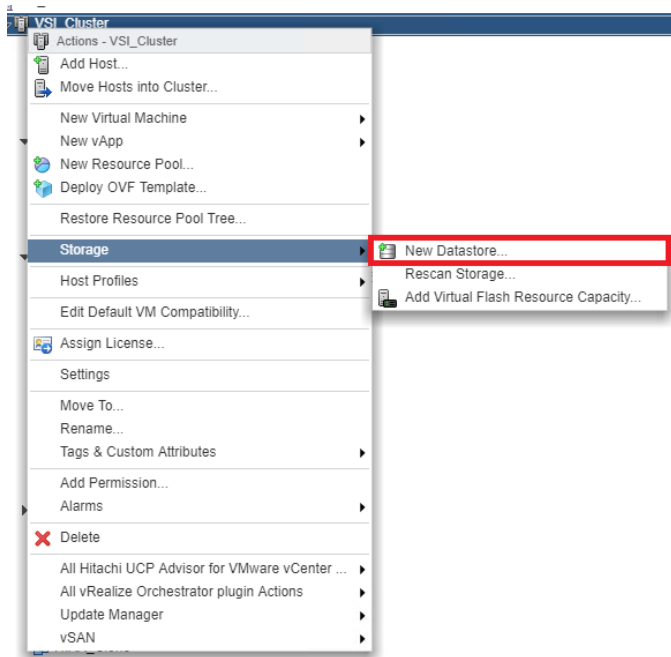 VSI_Cluster
Actions - VSI_Cluster
Add Host...
Move Hosts into Cluster...
New Virtual Machine
New vApp
New Resource Pool...
Deploy OVF Template...
Restore Resource Pool Tree...
Storage
New Datastore...
Rescan Storage...
Add Virtual Flash Resource Capacity...
Host Profiles
Edit Default VM Compatibility...
Assign License...
Settings
Move To...
Rename...
Tags & Custom Attributes
Add Permission...
Alarms
Delete
All Hitachi UCP Advisor for VMware vCenter ...
All vRealize Orchestrator plugin Actions
Update Manager
vSAN